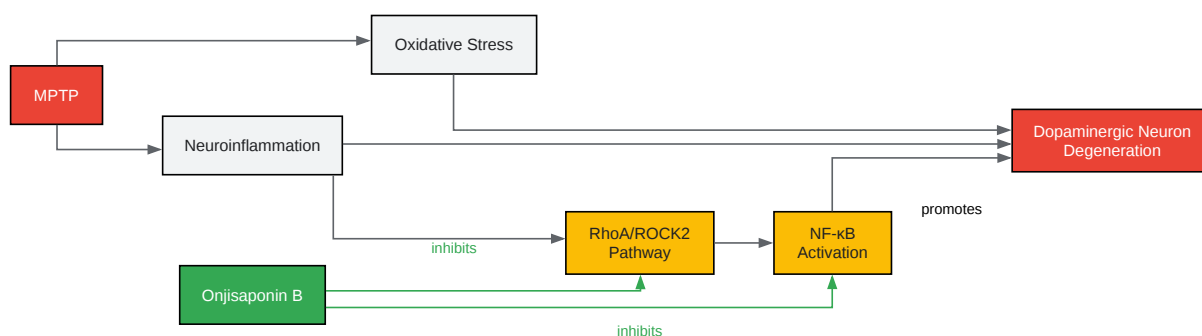 Oxidative Stress
MPTP
Neuroinflammation
Dopaminergic Neuron
Degeneration
promotes
RhoA/ROCK2
Pathway
NF-κB
Activation
inhibits
Onjisaponin B
inhibits